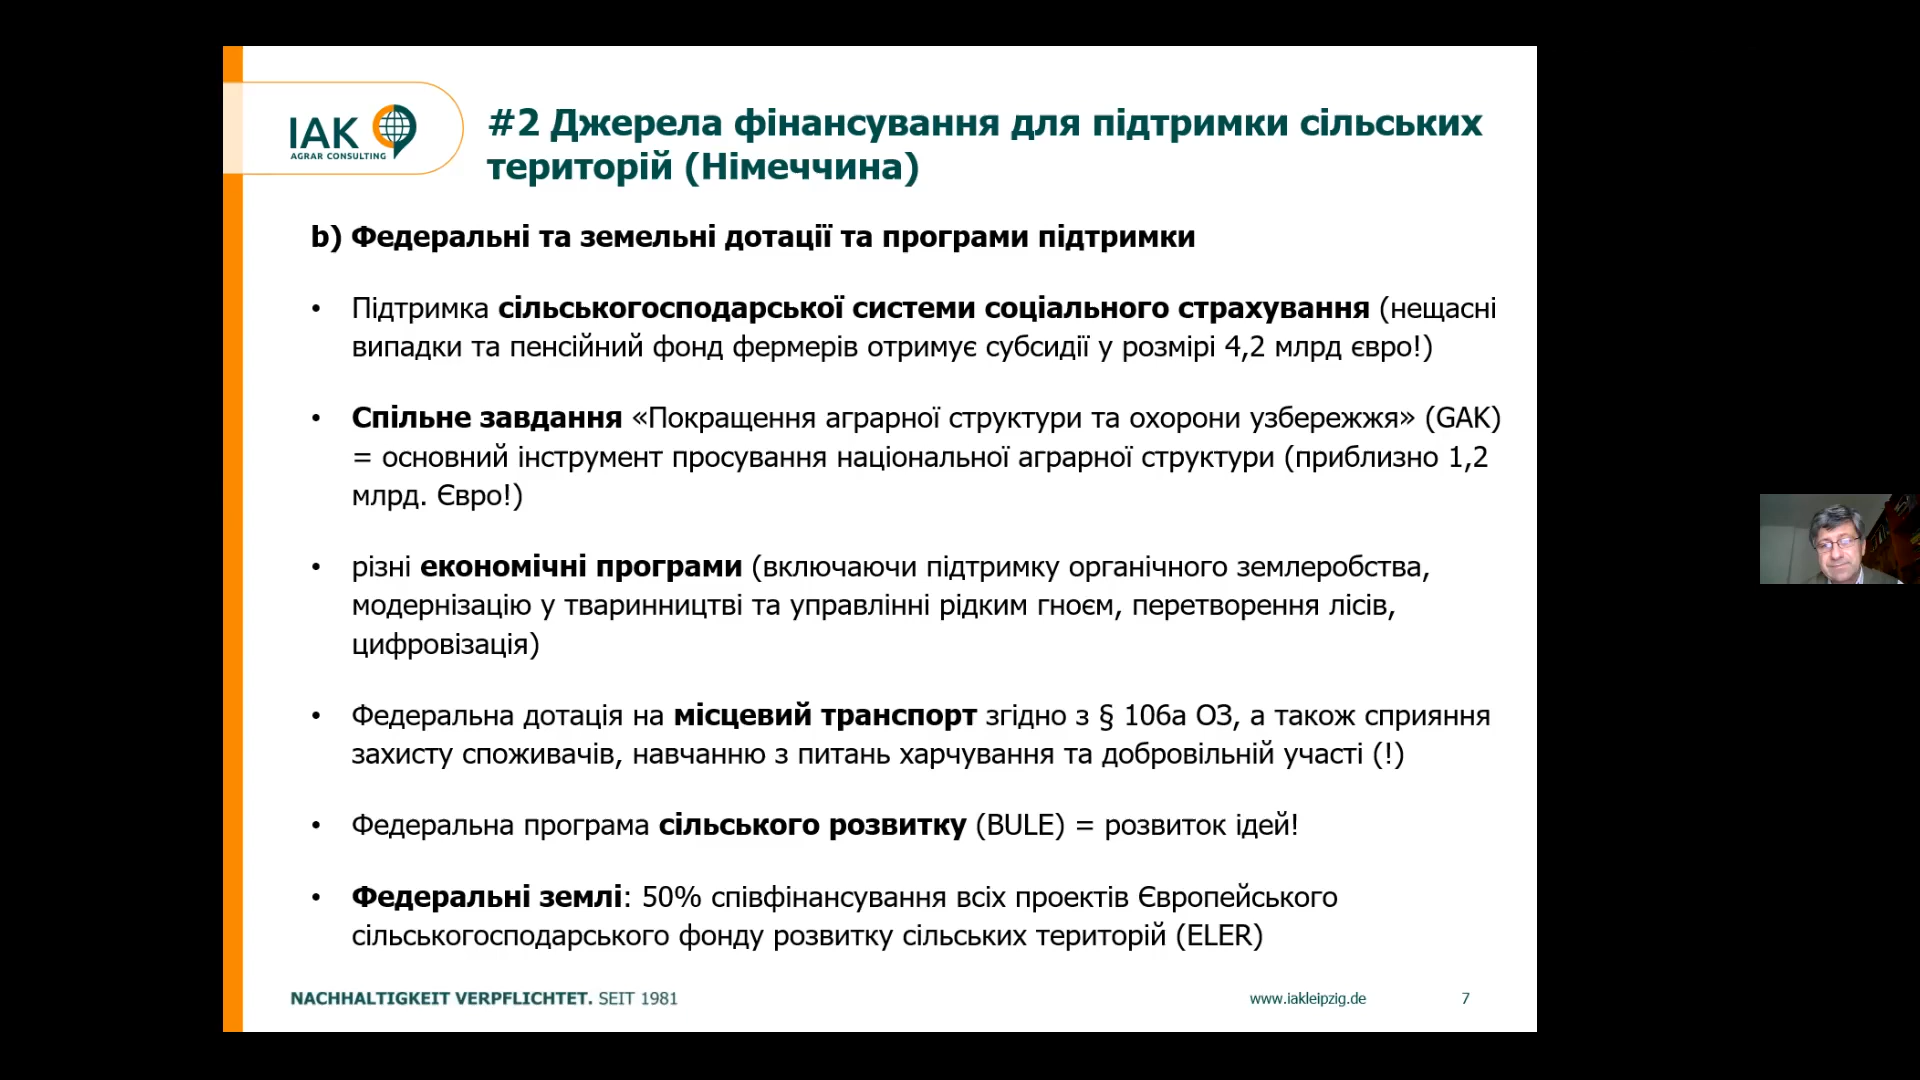 IAK
AGRAR CONSULTING
#2 Джерела фінансування для підтримки сільських
територій (Німеччина)
b) Федеральні та земельні дотації та програми підтримки
• Підтримка сільськогосподарської системи соціального страхування (нещасні
випадки та пенсійний фонд фермерів отримує субсидії у розмірі 4,2 млрд євро!)
• Спільне завдання «Покращення аграрної структури та охорони узбережжя» (GAK)
= основний інструмент просування національної аграрної структури (приблизно 1,2
млрд. Євро!)
• різні економічні програми (включаючи підтримку органічного землеробства,
модернізацію у тваринництві та управлінні рідким гноєм, перетворення лісів,
цифровізація)
• Федеральна дотація на місцевий транспорт згідно з § 106a ОЗ, а також сприяння
захисту споживачів, навчанню з питань харчування та добровільній участі (!)
• Федеральна програма сільського розвитку (BULE) = розвиток ідей!
• Федеральні землі: 50% співфінансування всіх проектів Європейського
сільськогосподарського фонду розвитку сільських територій (ELER)
NACHHALTIGKEIT VERPFLICHTET. SEIT 1981
www.iakleipzig.de
7